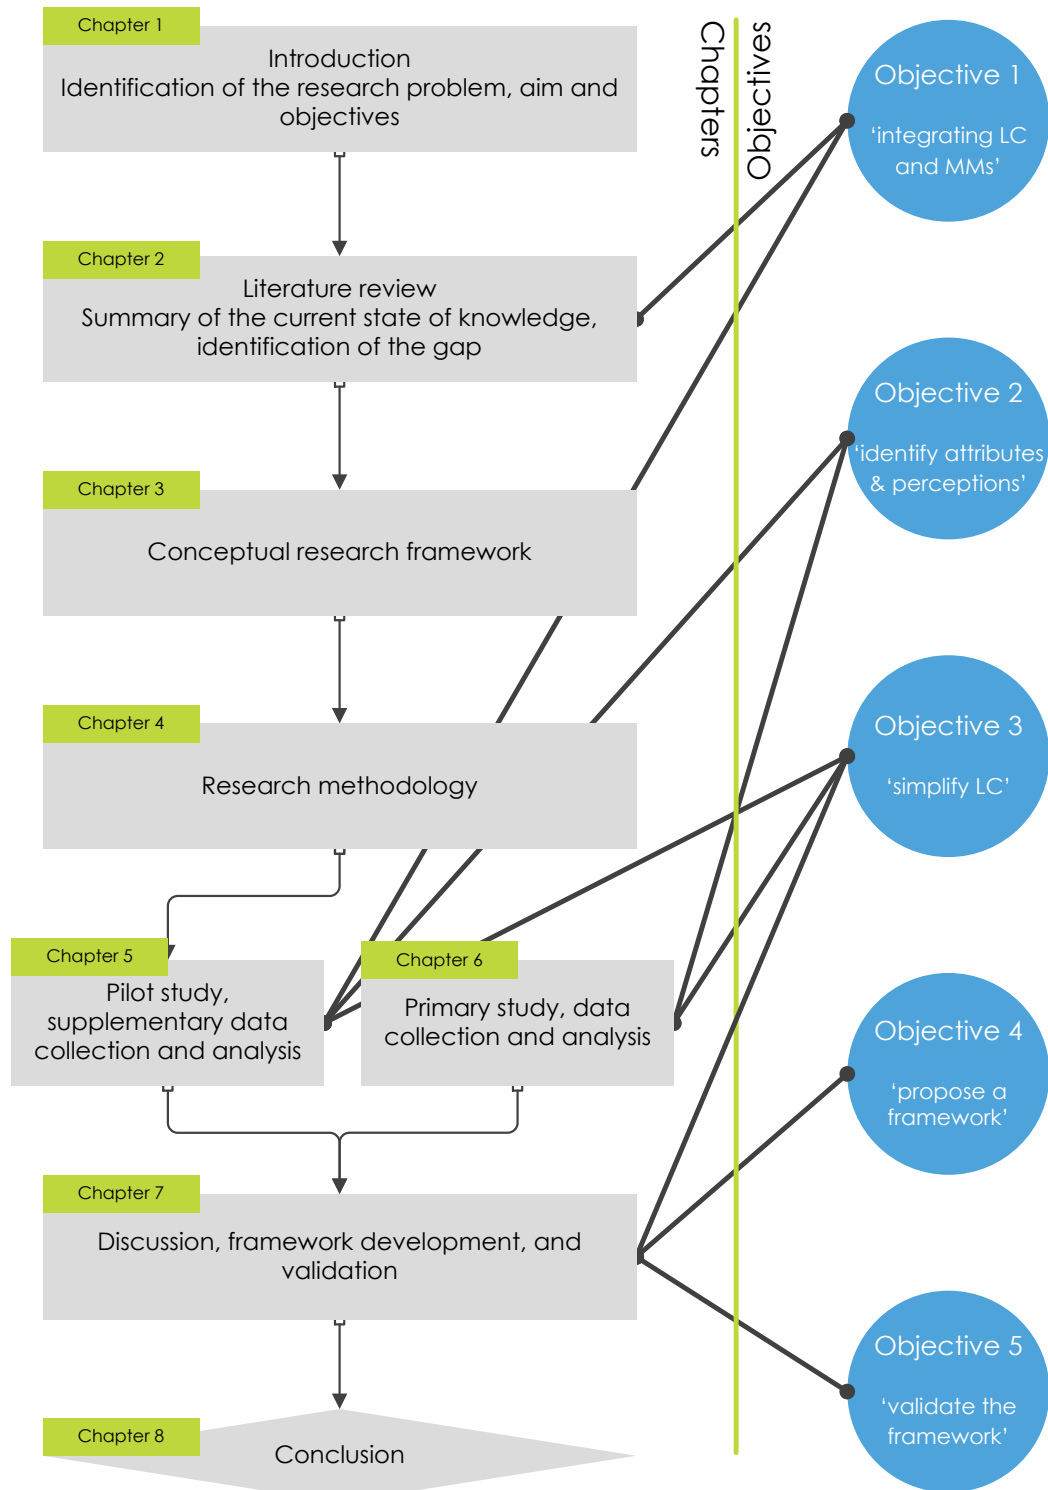 Chapter 1
Introduction
Identification of the research problem, aim and
objectives
Chapter 2
Literature review
Summary of the current state of knowledge,
identification of the gap
Chapter 3
Conceptual research framework
Chapter 4
Research methodology
Chapter 5
Pilot study,
supplementary data
collection and analysis
Chapter 6
Primary study, data
collection and analysis
Chapter 7
Discussion, framework development, and
validation
Chapter 8
Conclusion
Chapters
Objectives
Objective 1
‘integrating LC
and MMs’
Objective 2
‘identify attributes
& perceptions’
Objective 3
‘simplify LC’
Objective 4
‘propose a
framework’
Objective 5
‘validate the
framework’